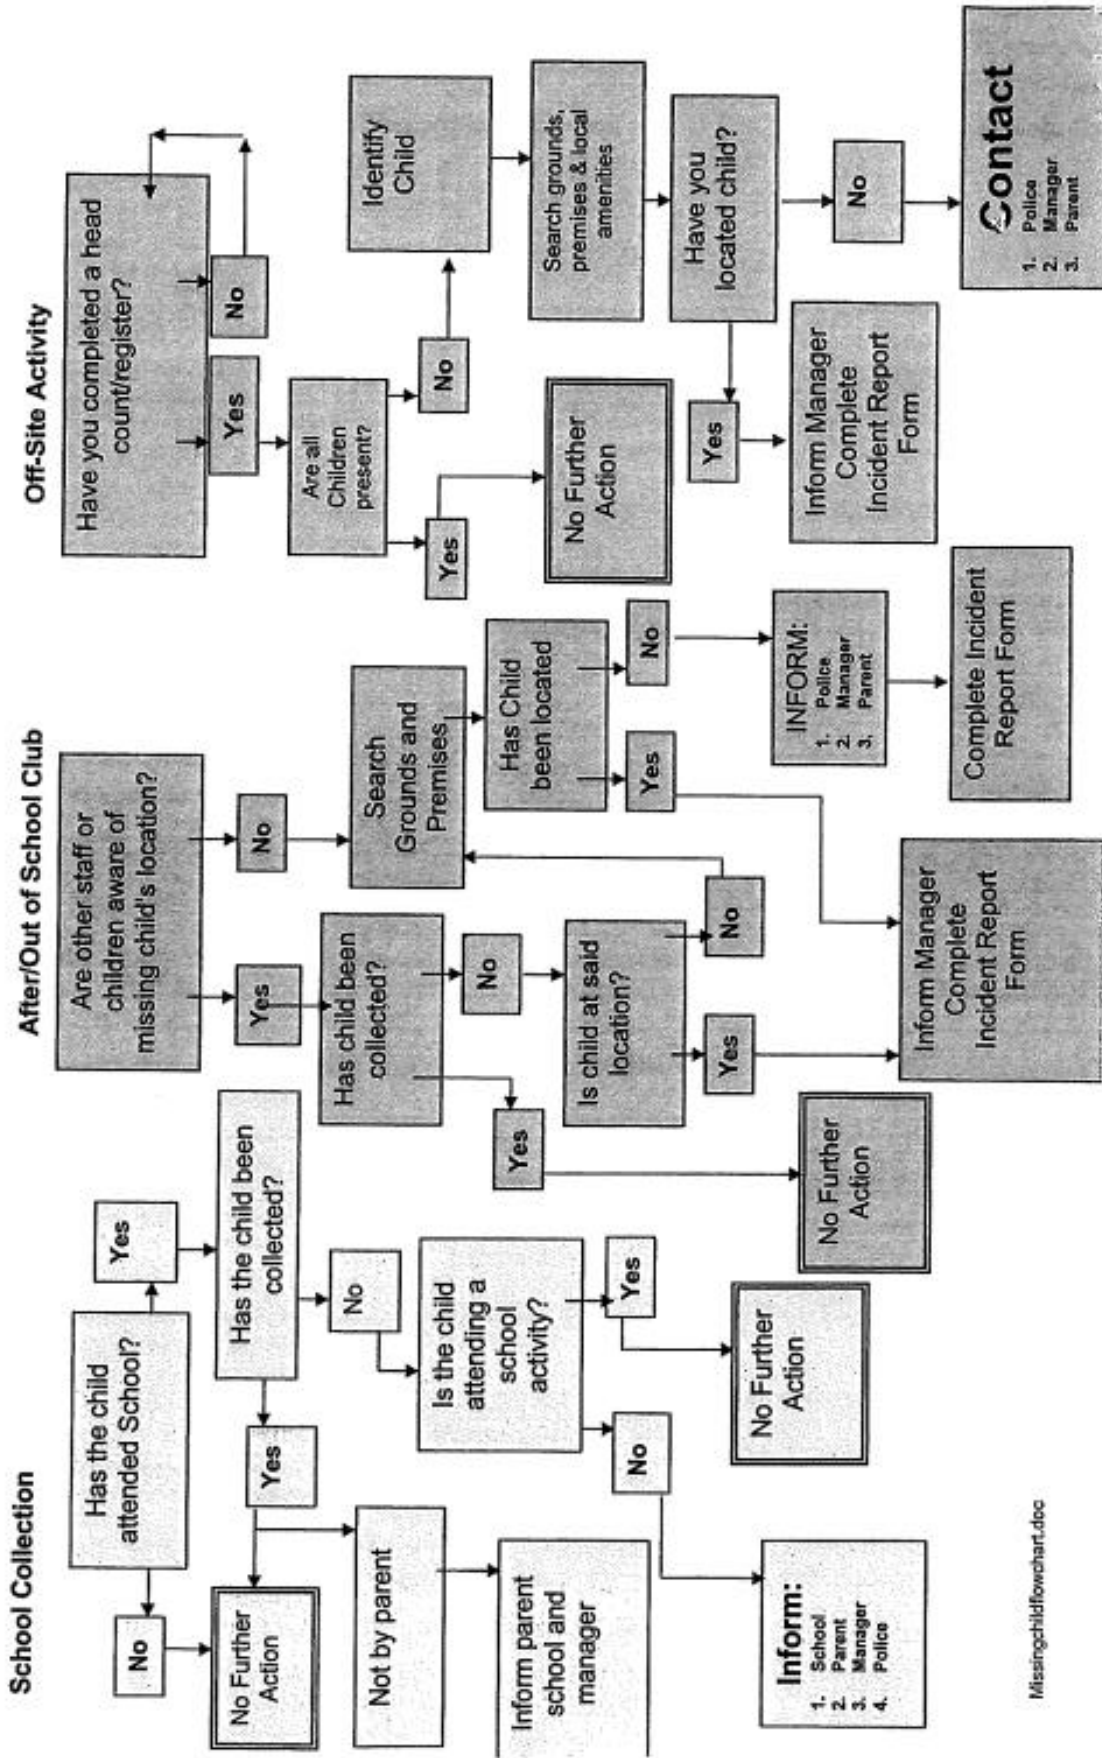 School Collection
Has the child
attended School?
No
Yes
No Further
Action
Has the child been
collected?
Yes
No
Not by parent
Inform parent
school and
manager
Is the child
attending a
school
activity?
No
Yes
Inform:
1. School
2. Parent
3. Manager
4. Police
No Further
Action
After/Out of School Club
Are other staff or
children aware of
missing child's location?
Yes
No
Has child been
collected?
Search
Grounds and
Premises
Yes
No
Is child at said
location?
Has Child
been located
Yes
No
Yes
No
No Further
Action
Inform Manager
Complete
Incident Report
Form
INFORM:
1. Police
2. Manager
3. Parent
Complete Incident
Report Form
Off-Site Activity
Have you completed a head
count/register?
Yes
No
Are all
Children
present?
Yes
No
No Further
Action
Identify
Child
Search grounds,
premises & local
amenities
Have you
located child?
Yes
No
Inform Manager
Complete
Incident Report
Form
Contact
1. Police
2. Manager
3. Parent
Missingchildflowchart.doc